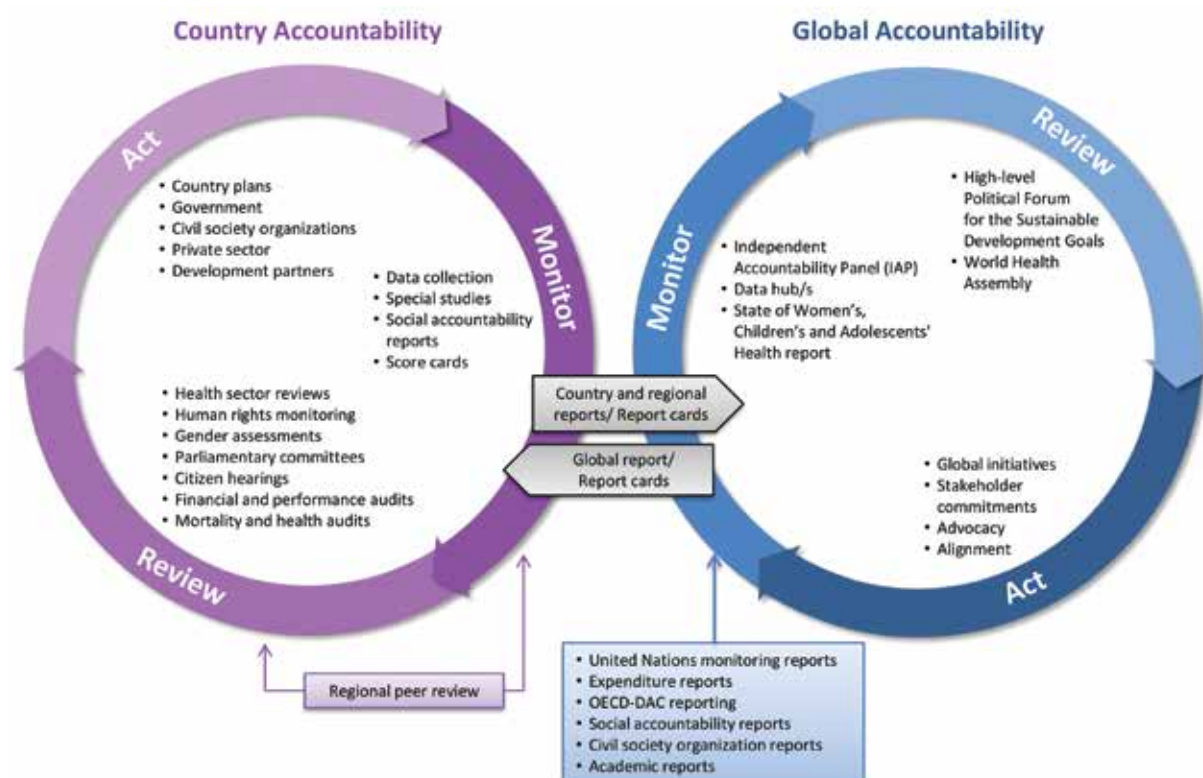 Country Accountability
Act
• Country plans
• Government
• Civil society organizations
• Private sector
• Development partners
Monitor
• Data collection
• Special studies
• Social accountability
reports
• Score cards
Review
• Health sector reviews
• Human rights monitoring
• Gender assessments
• Parliamentary committees
• Citizen hearings
• Financial and performance audits
• Mortality and health audits
Regional peer review
Country and regional
reports/ Report cards
Global report/
Report cards
Global Accountability
Monitor
• Independent
Accountability Panel (IAP)
• Data hub/s
• State of Women's,
Children's and Adolescents'
Health report
Review
• High-level
Political Forum
for the Sustainable
Development Goals
• World Health
Assembly
Act
• Global initiatives
• Stakeholder
commitments
• Advocacy
• Alignment
• United Nations monitoring reports
• Expenditure reports
• OECD-DAC reporting
• Social accountability reports
• Civil society organization reports
• Academic reports